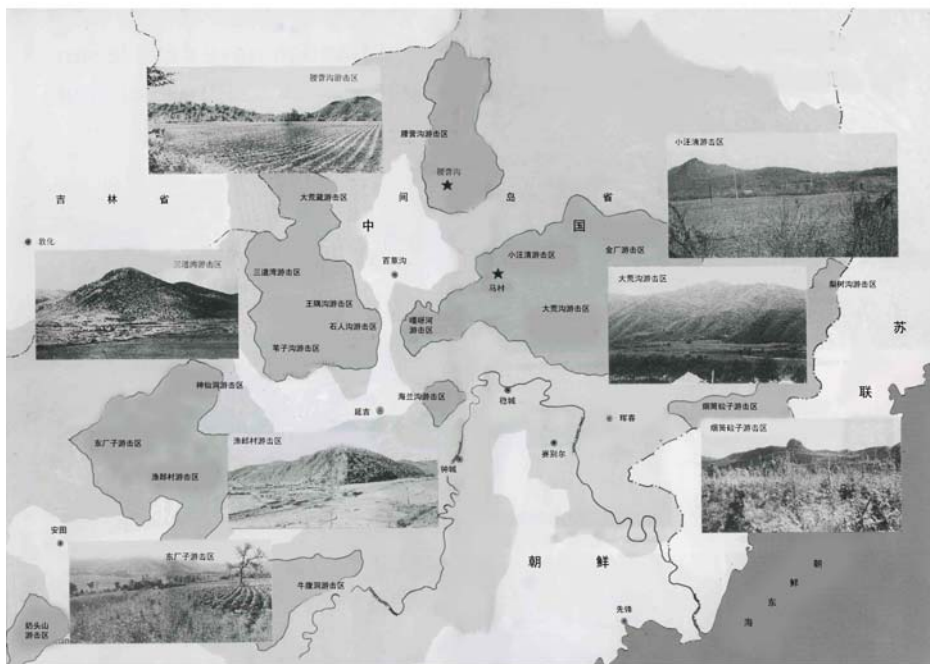 腰营沟游击区
腰营沟游击区
腰营沟
小汪清游击区
吉林省
大荒崴游击区
中国
间岛省
敦化
三道湾游击区
三道湾游击区
百草沟
小汪清游击区
金厂游击区
马村
大荒沟游击区
梨树沟游击区
王隅沟游击区
大荒沟游击区
石人沟游击区
嘎呀河
游击区
苇子沟游击区
苏联
神仙洞游击区
海兰沟游击区
稳城
延吉
珲春
烟筒砬子游击区
烟筒砬子游击区
东厂子游击区
渔郎村游击区
钟城
赛别尔
渔郎村游击区
安图
东厂子游击区
朝鲜
牛腹洞游击区
奶头山
游击区
先锋
朝鲜东海